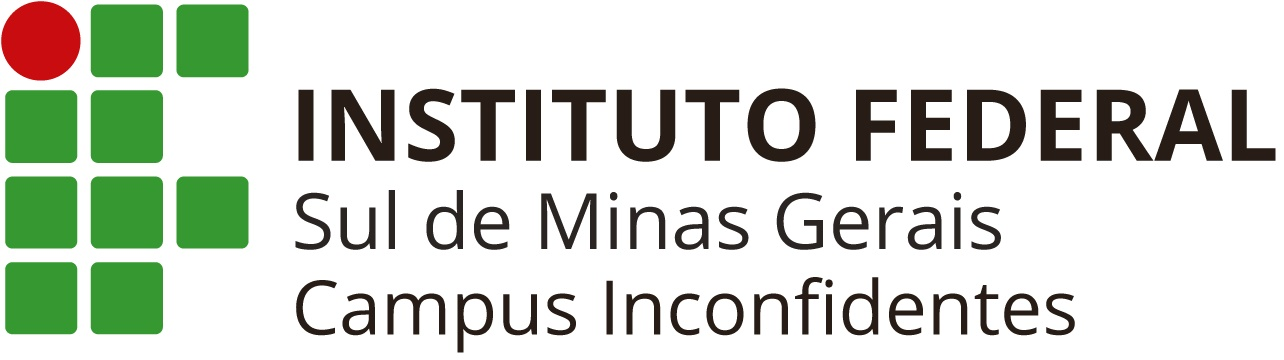 INSTITUTO FEDERAL
Sul de Minas Gerais
Campus Inconfidentes